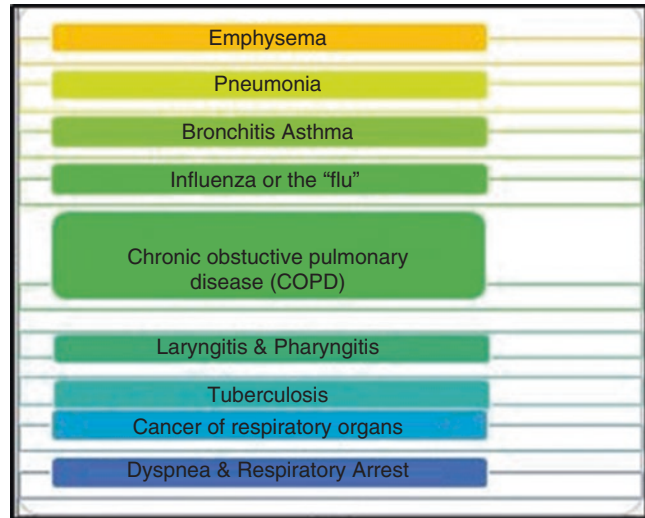 Emphysema
Pneumonia
Bronchitis Asthma
Influenza or the “flu”
Chronic obstuctive pulmonary
disease (COPD)
Laryngitis & Pharyngitis
Tuberculosis
Cancer of respiratory organs
Dyspnea & Respiratory Arrest